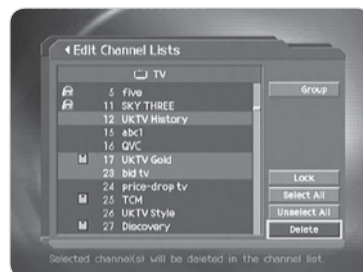 Edit Channel Lists
TV
5 five
11 SKY THREE
12 UKTV History
15 abc1
16 QVC
17 UKTV Gold
23 bid tv
24 price-drop tv
25 TCM
26 UKTV Style
27 Discovery
Group
Lock
Select All
Unselect All
Delete
Selected channel(s) will be deleted in the channel list.